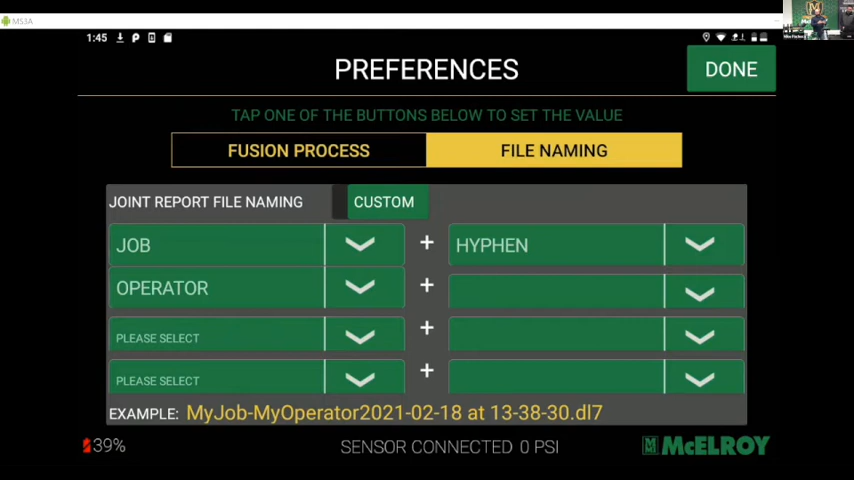 MS3A
1:45
PREFERENCES
DONE
TAP ONE OF THE BUTTONS BELOW TO SET THE VALUE
FUSION PROCESS
FILE NAMING
JOINT REPORT FILE NAMING
CUSTOM
JOB + HYPHEN
OPERATOR +
PLEASE SELECT +
PLEASE SELECT +
EXAMPLE: MyJob-MyOperator2021-02-18 at 13-38-30.dl7
39%
SENSOR CONNECTED 0 PSI
McELROY